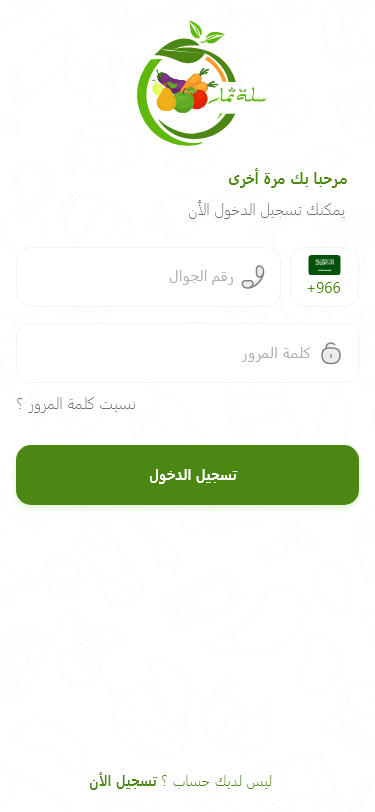 سلة ثمار
مرحبا بك مرة أخرى
يمكنك تسجيل الدخول الأن
+966
رقم الجوال
كلمة المرور
نسيت كلمة المرور ؟
تسجيل الدخول
ليس لديك حساب ؟ تسجيل الأن